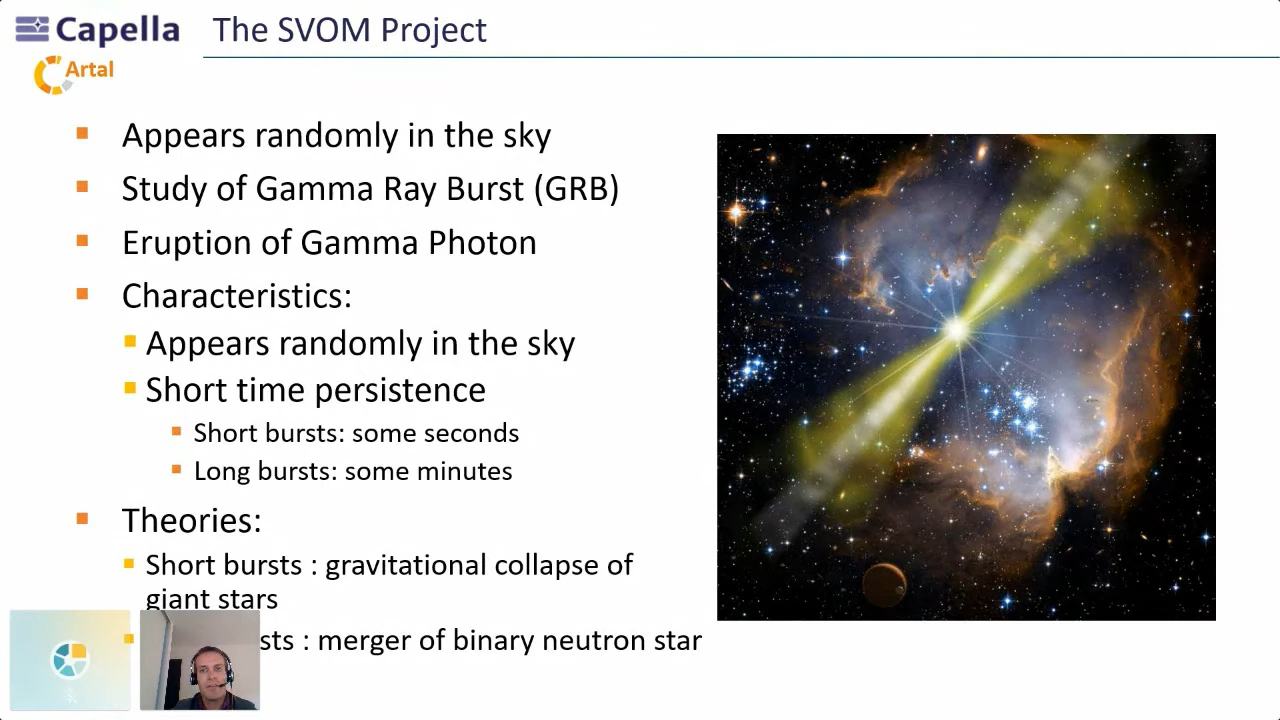 Capella
The SVOM Project
Artal
Appears randomly in the sky
Study of Gamma Ray Burst (GRB)
Eruption of Gamma Photon
Characteristics:
Appears randomly in the sky
Short time persistence
Short bursts: some seconds
Long bursts: some minutes
Theories:
Short bursts : gravitational collapse of
giant stars
sts : merger of binary neutron star